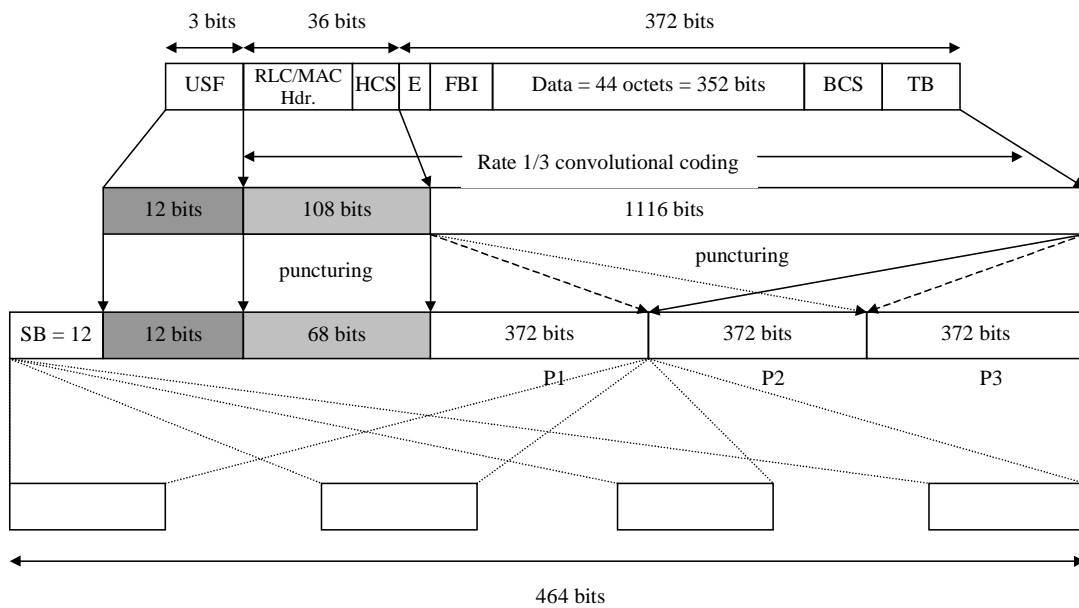 3 bits 36 bits 372 bits
USF RLC/MAC Hdr. HCS E FBI Data = 44 octets = 352 bits BCS TB
Rate 1/3 convolutional coding
12 bits 108 bits 1116 bits
puncturing puncturing
SB = 12 12 bits 68 bits 372 bits 372 bits 372 bits
P1 P2 P3
464 bits